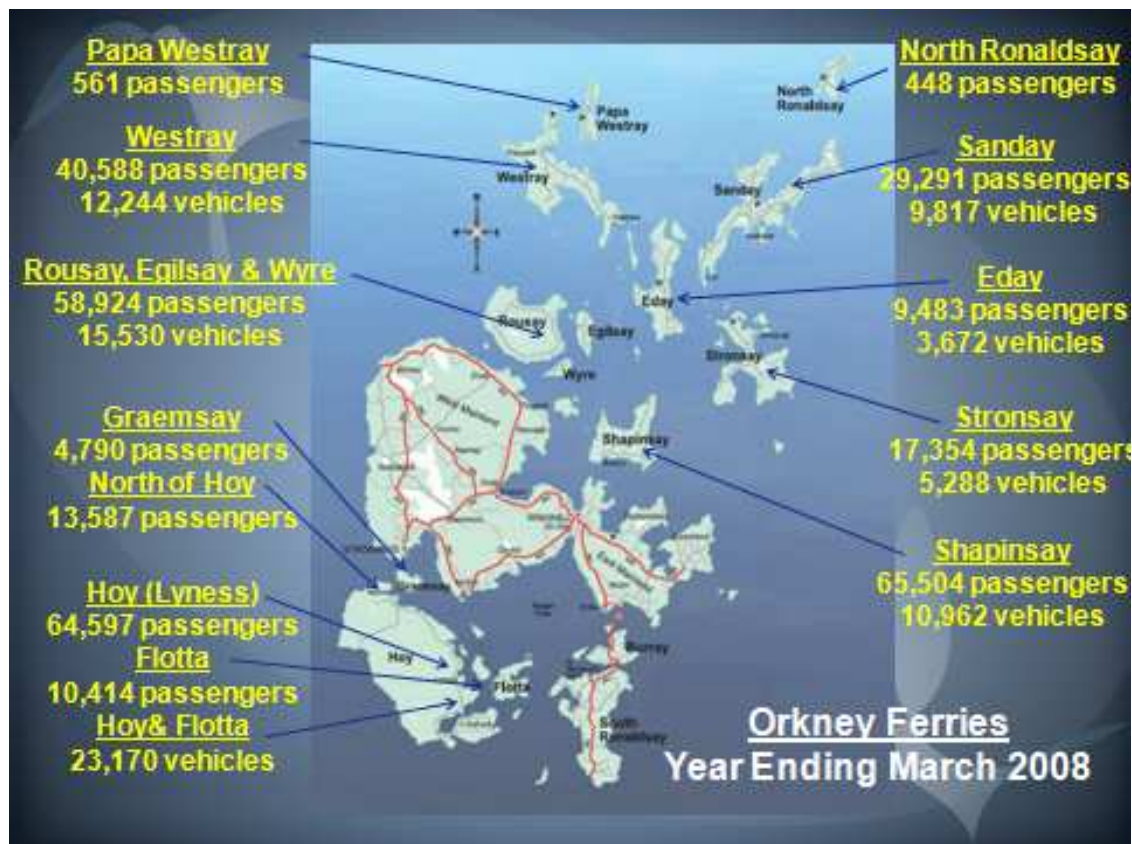 Papa Westray
561 passengers
Westray
40,588 passengers
12,244 vehicles
Rousay, Egilsay & Wyre
58,924 passengers
15,530 vehicles
Graemsay
4,790 passengers
North of Hoy
13,587 passengers
Hoy (Lyness)
64,597 passengers
Flotta
10,414 passengers
Hoy& Flotta
23,170 vehicles
North Ronaldsay
448 passengers
Sanday
29,291 passengers
9,817 vehicles
Eday
9,483 passengers
3,672 vehicles
Stronsay
17,354 passengers
5,288 vehicles
Shapinsay
65,504 passengers
10,962 vehicles
Papa
Westray
North
Ronaldsay
Westray
Sanday
Eday
Rousay
Egilsay
Wyre
Stronsay
West Mainland
Shapinsay
East Mainland
Burray
Hoy
Flotta
South
Ronaldsay
Orkney Ferries
Year Ending March 2008